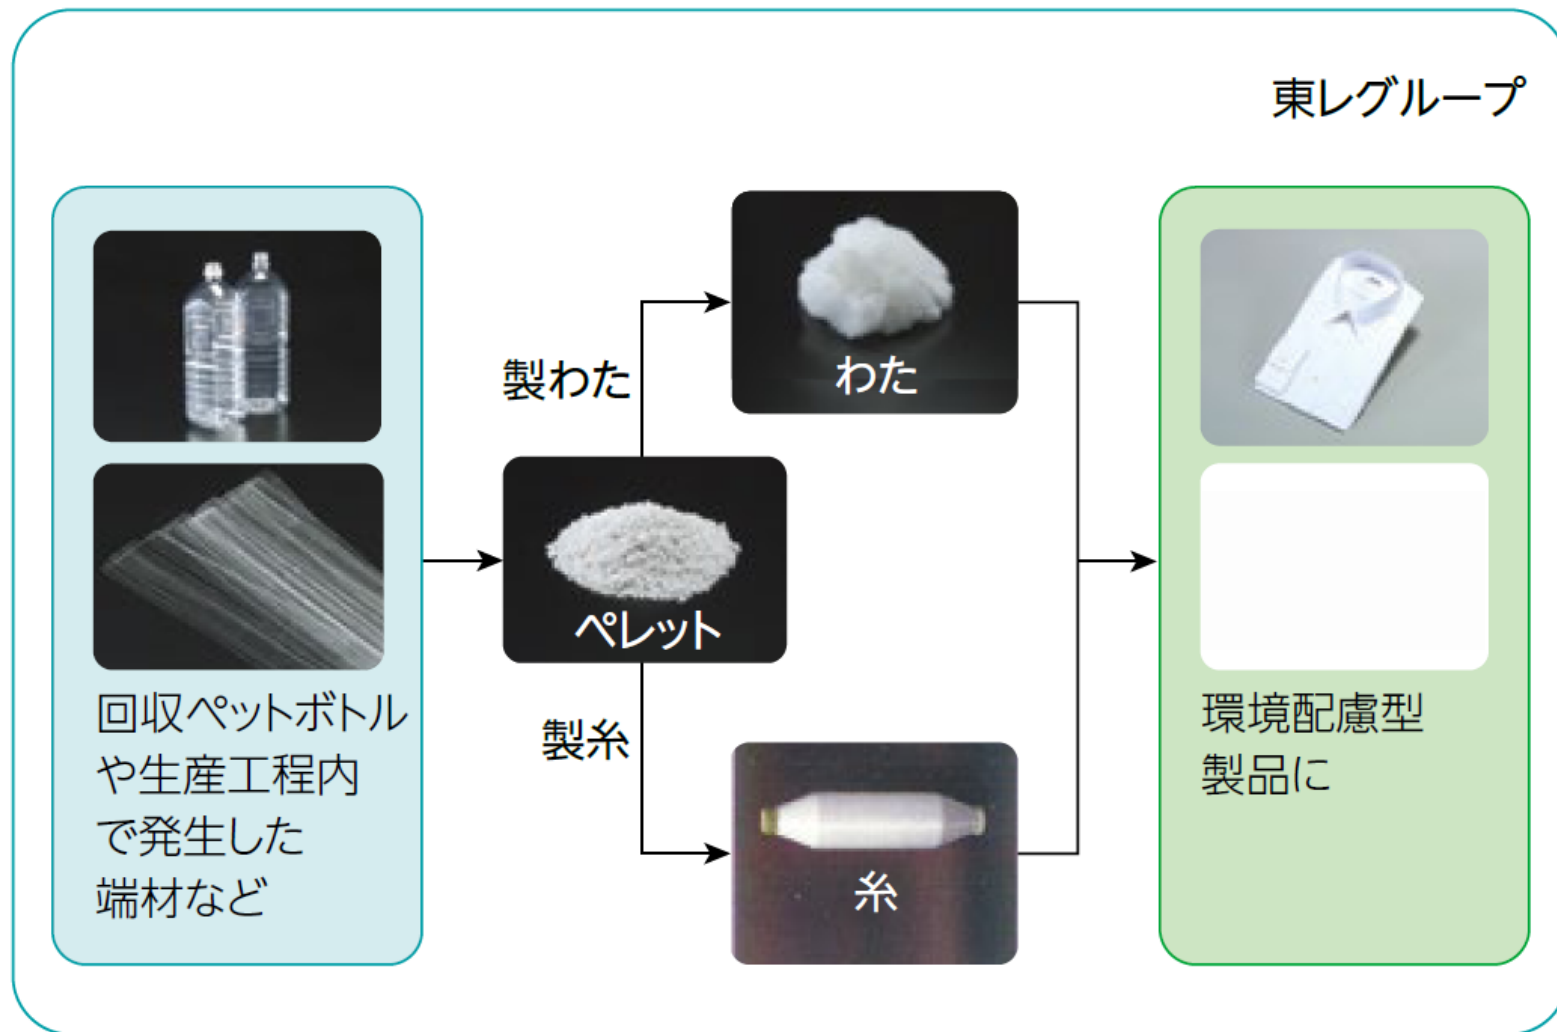 東レグループ
回収ペットボトル
や生産工程内
で発生した
端材など
ペレット
製わた
わた
製糸
糸
環境配慮型
製品に